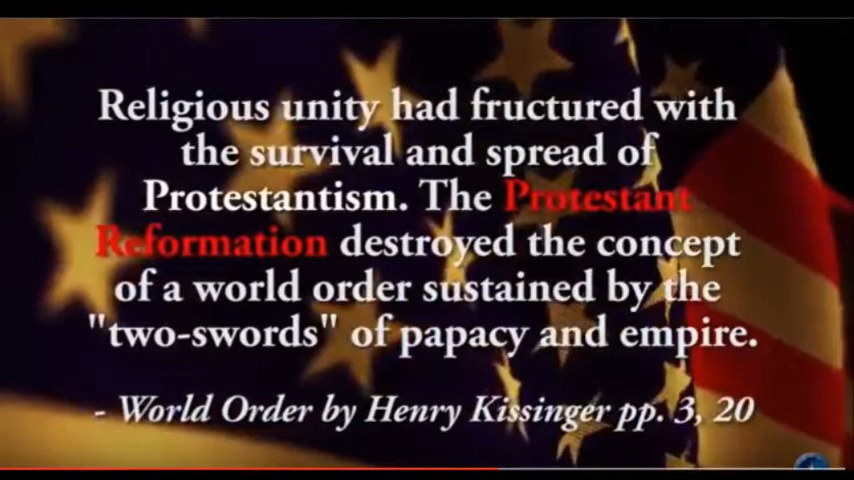 Religious unity had fructured with
the survival and spread of
Protestantism. The Protestant
Reformation destroyed the concept
of a world order sustained by the
"two-swords" of papacy and empire.
- World Order by Henry Kissinger pp. 3, 20